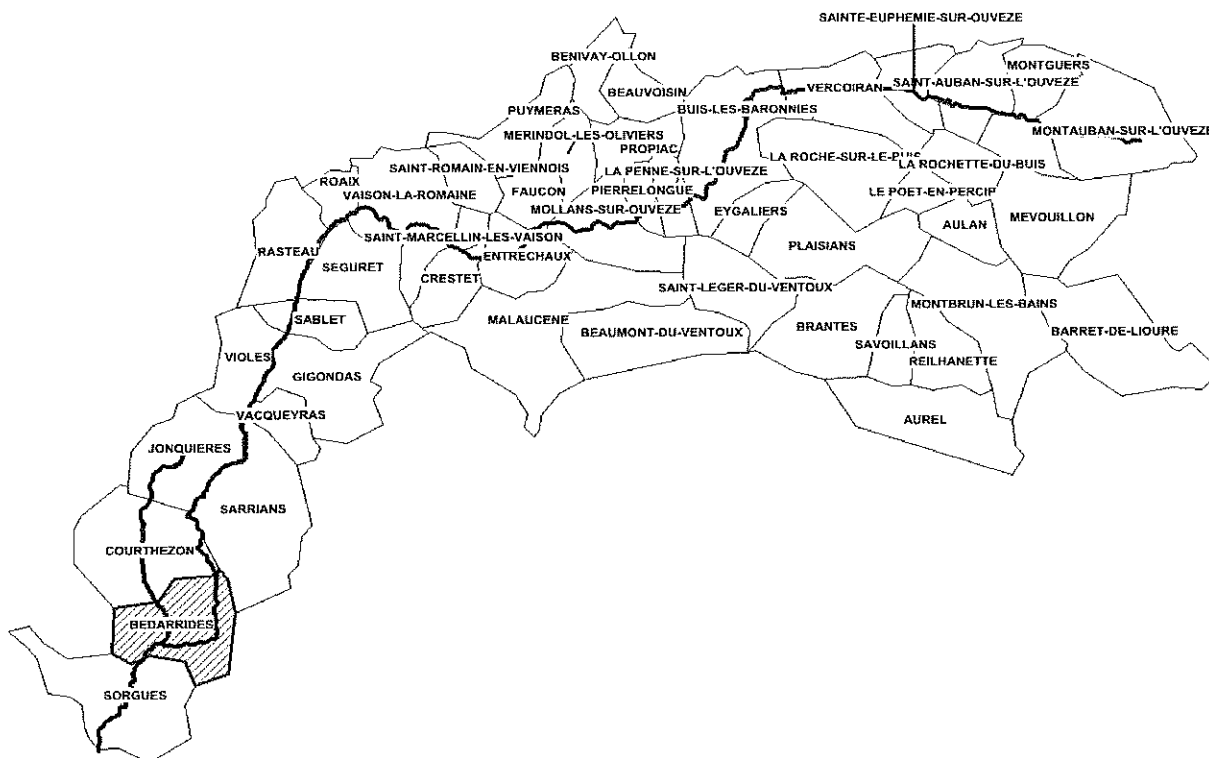 SAINTE-EUPHEMIE-SUR-OUVEZE
BENIVAY-OLLON
MONTGUERS
SAINT-AUBAN-SUR-L'OUVEZE
BEAUVOISIN
VERCOIRAN
PUYMERAS
BUIS-LES-BARONNIES
MERINDOL-LES-OLIVIERS
MONTAUBAN-SUR-L'OUVEZE
PROPIAC
LA ROCHE-SUR-LE-BUIS
LA ROCHETTE-DU-BUIS
SAINT-ROMAIN-EN-VIENNOIS
LA PENNE-SUR-L'OUVEZE
ROAIX
VAISON-LA-ROMAINE
FAUCON
PIERRELONGUE
LE POET-EN-PERCIP
MOLLANS-SUR-OUVEZE
EYGALIERS
MEVOUILLON
AULAN
SAINT-MARCELLIN-LES-VAISON
PLAISIANS
RASTEAU
ENTRECHAUX
SEGURET
CRESTET
SAINT-LEGER-DU-VENTOUX
MONTBRUN-LES-BAINS
SABLET
MALAUCENE
BEAUMONT-DU-VENTOUX
BRANTES
BARRET-DE-LIOURE
SAVOILLANS
VIOLES
REILHANETTE
GIGONDAS
VACQUEYRAS
AUREL
JONQUIERES
SARRIANS
COURTHEZON
BEDARRIDES
SORGUES